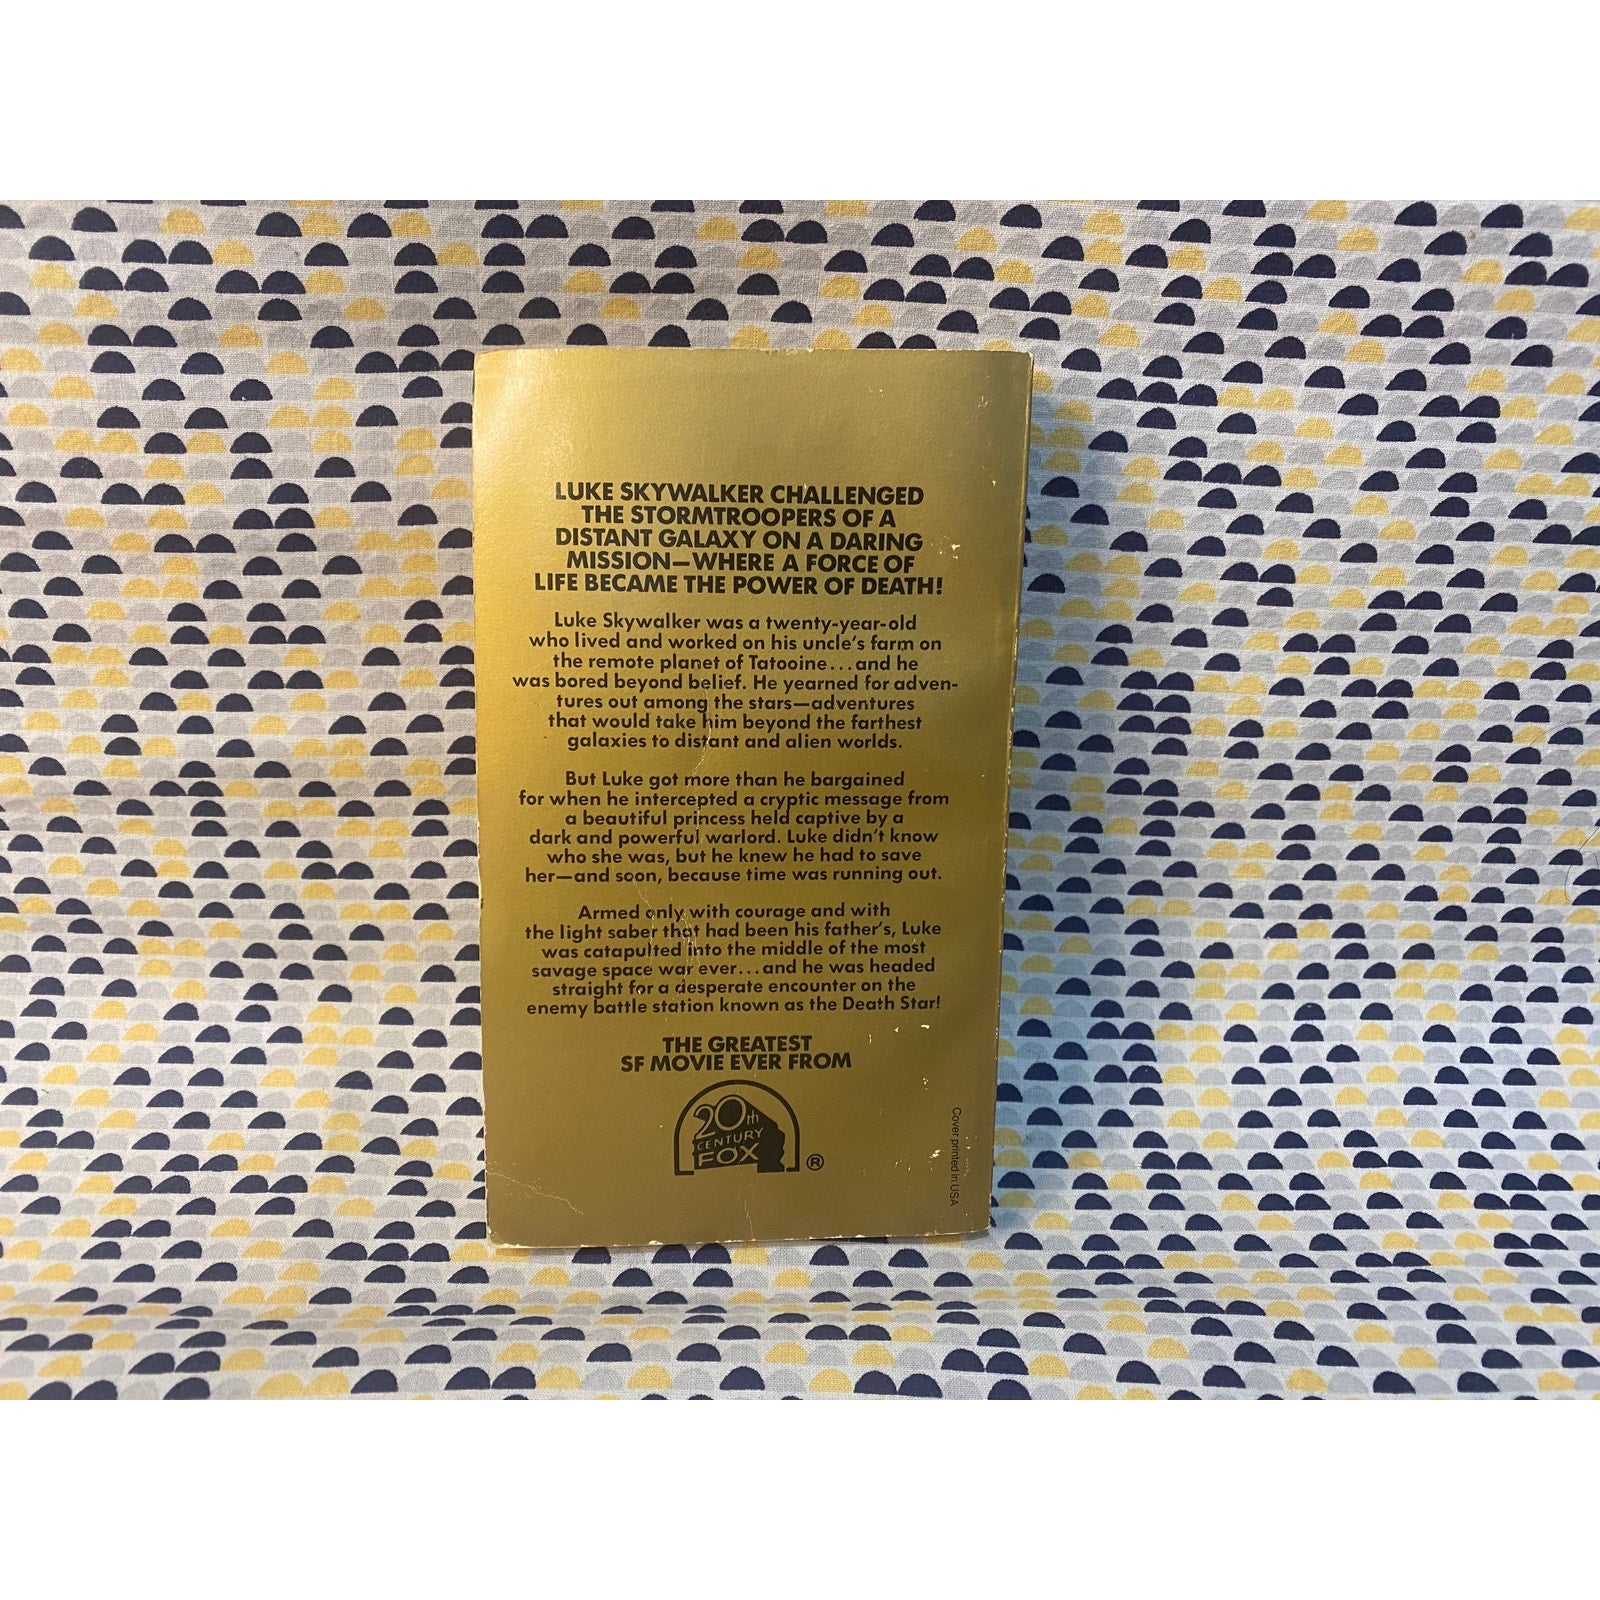 LUKE SKYWALKER CHALLENGED
THE STORMTROOPERS OF A
DISTANT GALAXY ON A DARING
MISSION—WHERE A FORCE OF
LIFE BECAME THE POWER OF DEATH!
Luke Skywalker was a twenty-year-old
who lived and worked on his uncle's farm on
the remote planet of Tatooine...and he
was bored beyond belief. He yearned for adven-
tures out among the stars—adventures
that would take him beyond the farthest
galaxies to distant and alien worlds.
But Luke got more than he bargained
for when he intercepted a cryptic message from
a beautiful princess held captive by a
dark and powerful warlord. Luke didn't know
who she was, but he knew he had to save
her—and soon, because time was running out.
Armed only with courage and with
the light saber that had been his father's, Luke
was catapulted into the middle of the most
savage space war ever...and he was headed
straight for a desperate encounter on the
enemy battle station known as the Death Star!
THE GREATEST
SF MOVIE EVER FROM
20th
CENTURY
FOX
®
Cover printed in USA